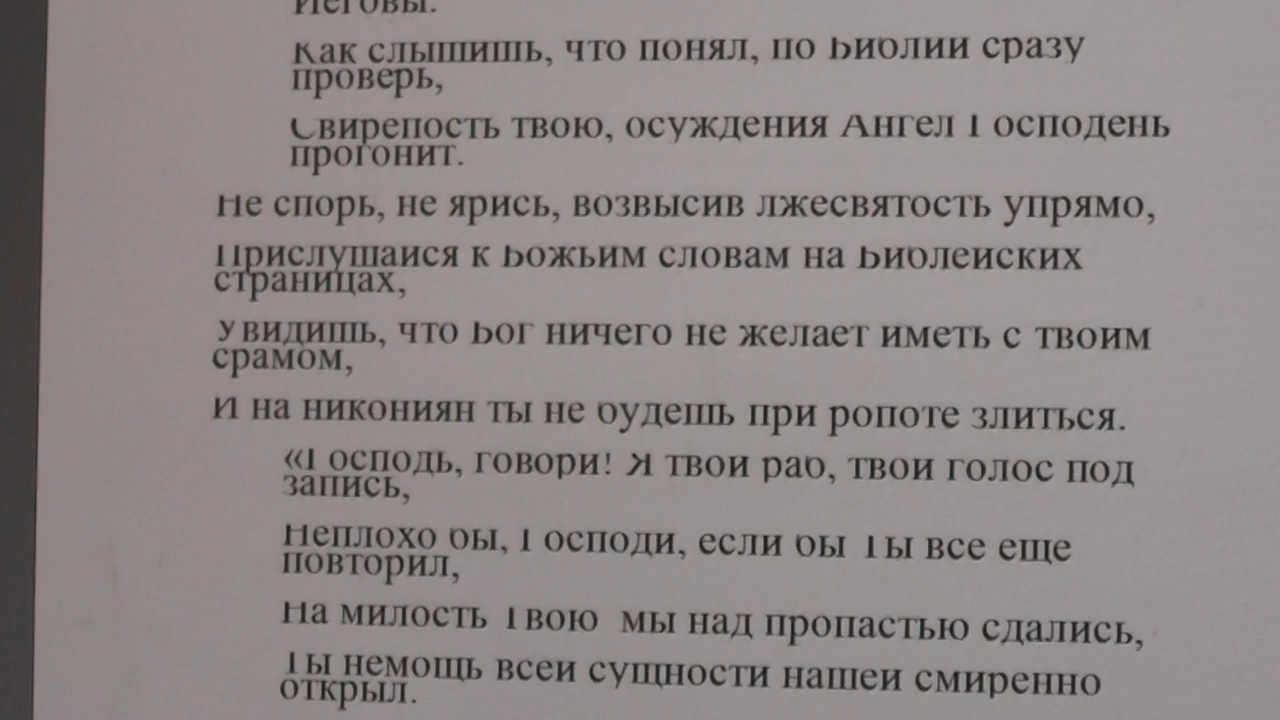 Иеговы.
Как слышишь, что понял, по Библии сразу
проверь,
Свирепость твою, осуждения Ангел Господень
прогонит.
Не спорь, не ярись, возвысив лжесвятость упрямо,
Прислушайся к Божьим словам на Библейских
страницах,
Увидишь, что Бог ничего не желает иметь с твоим
срамом,
И на никониян ты не будешь при ропоте злиться.
«Господь, говори! Я твой раб, твой голос под
запись,
Неплохо бы, Господи, если бы Ты все еще
повторил,
На милость Твою мы над пропастью сдались,
Ты немощь всей сущности нашей смиренно
открыл.